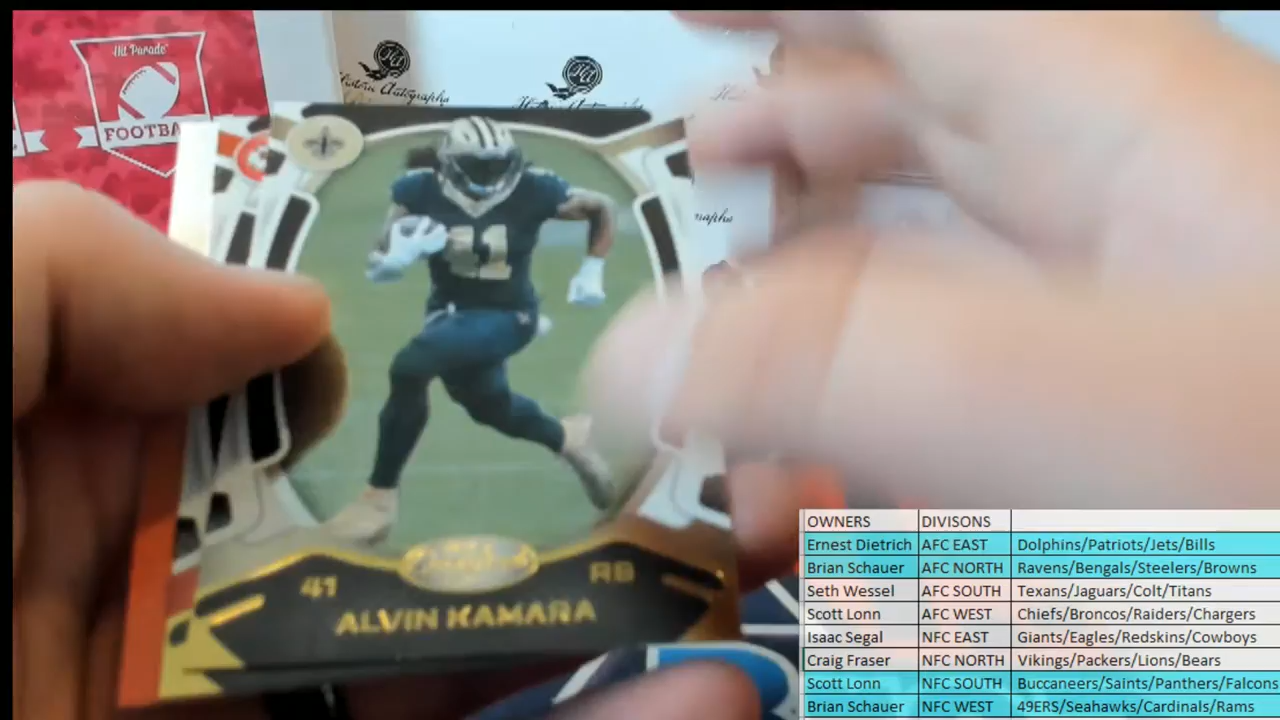 Hit Parade
FOOTBA
Historic Autographs
41
41
RB
ALVIN KAMARA
OWNERS DIVISONS
Ernest Dietrich AFC EAST Dolphins/Patriots/Jets/Bills
Brian Schauer AFC NORTH Ravens/Bengals/Steelers/Browns
Seth Wessel AFC SOUTH Texans/Jaguars/Colt/Titans
Scott Lonn AFC WEST Chiefs/Broncos/Raiders/Chargers
Isaac Segal NFC EAST Giants/Eagles/Redskins/Cowboys
Craig Fraser NFC NORTH Vikings/Packers/Lions/Bears
Scott Lonn NFC SOUTH Buccaneers/Saints/Panthers/Falcons
Brian Schauer NFC WEST 49ERS/Seahawks/Cardinals/Rams